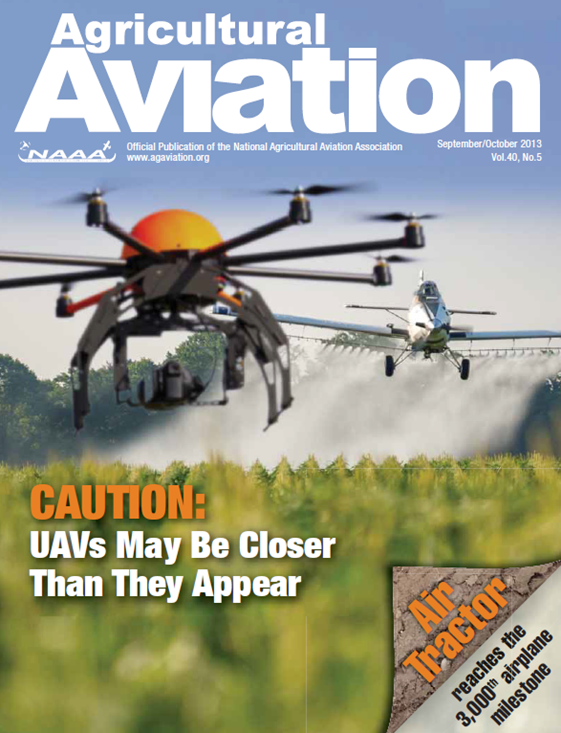 Agricultural
Aviation
NAAA
Official Publication of the National Agricultural Aviation Association
www.agaviation.org
September/October 2013
Vol.40, No.5
CAUTION:
UAVs May Be Closer
Than They Appear
Air
Tractor
reaches the
3,000th airplane
milestone